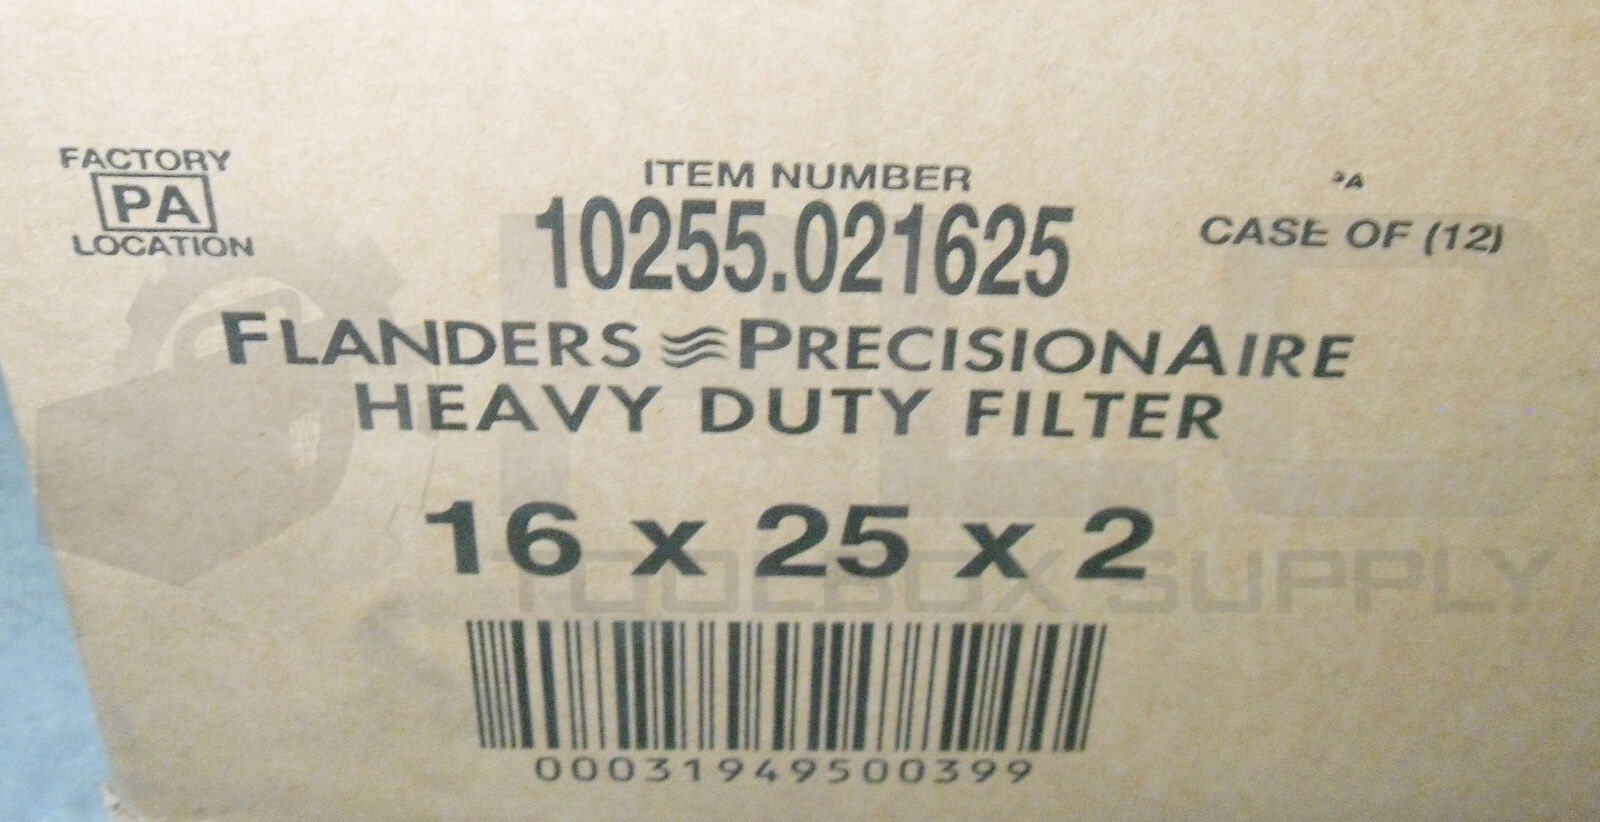 FACTORY
PA
LOCATION
ITEM NUMBER
10255.021625
CASE OF (12)
FLANDERS PRECISIONAIRE
HEAVY DUTY FILTER
16 x 25 x 2
TOOLBOX SUPPLY
00031949500399